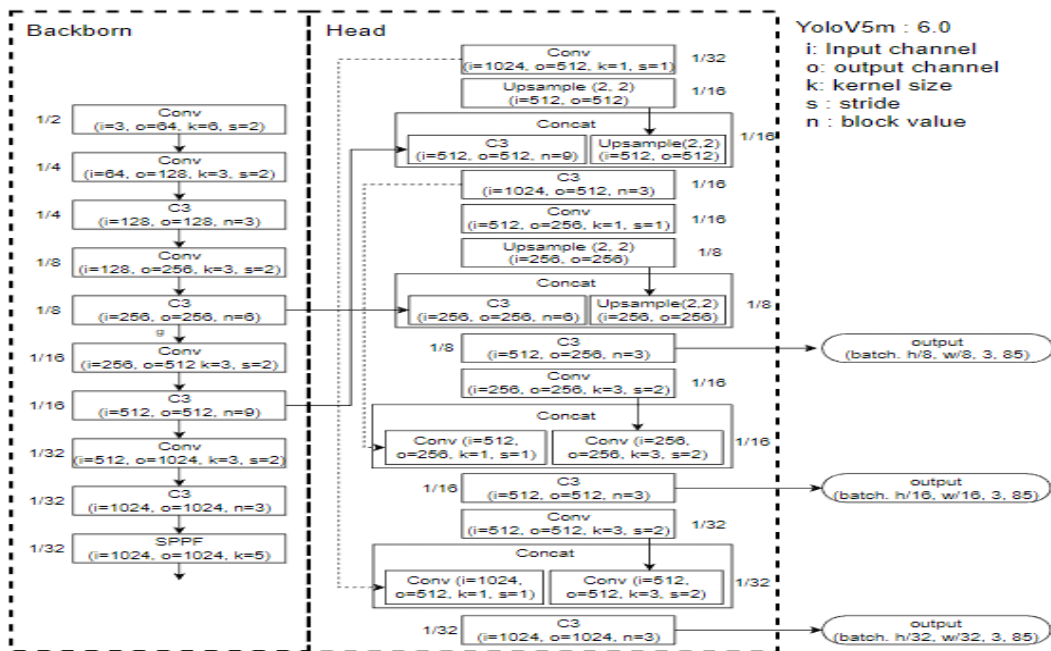 Backborn
1/2
Conv
(i=3, o=64, k=6, s=2)
1/4
Conv
(i=64, o=128, k=3, s=2)
1/4
C3
(i=128, o=128, n=3)
1/8
Conv
(i=128, o=256, k=3, s=2)
1/8
C3
(i=256, o=256, n=6)
g
1/16
Conv
(i=256, o=512 k=3, s=2)
1/16
C3
(i=512, o=512, n=9)
1/32
Conv
(i=512, o=1024, k=3, s=2)
1/32
C3
(i=1024, o=1024, n=3)
1/32
SPPF
(i=1024, o=1024, k=5)
Head
Conv
(i=1024, o=512, k=1, s=1)
1/32
Upsample (2, 2)
(i=512, o=512)
1/16
Concat
C3
(i=512, o=512, n=9)
Upsample(2,2)
(i=512, o=512)
1/16
C3
(i=1024, o=512, n=3)
1/16
Conv
(i=512, o=256, k=1, s=1)
1/16
Upsample (2, 2)
(i=256, o=256)
1/8
Concat
C3
(i=256, o=256, n=6)
Upsample(2,2)
(i=256, o=256)
1/8
1/8
C3
(i=512, o=256, n=3)
output
(batch. h/8, w/8, 3, 85)
Conv
(i=256, o=256, k=3, s=2)
1/16
Concat
Conv (i=512,
o=256, k=1, s=1)
Conv (i=256,
o=256, k=3, s=2)
1/16
1/16
C3
(i=512, o=512, n=3)
output
(batch. h/16, w/16, 3, 85)
Conv
(i=512, o=512, k=3, s=2)
1/32
Concat
Conv (i=1024,
o=512, k=1, s=1)
Conv (i=512,
o=512, k=3, s=2)
1/32
1/32
C3
(i=1024, o=1024, n=3)
output
(batch. h/32, w/32, 3, 85)
YoloV5m : 6.0
i: Input channel
o: output channel
k: kernel size
s : stride
n : block value